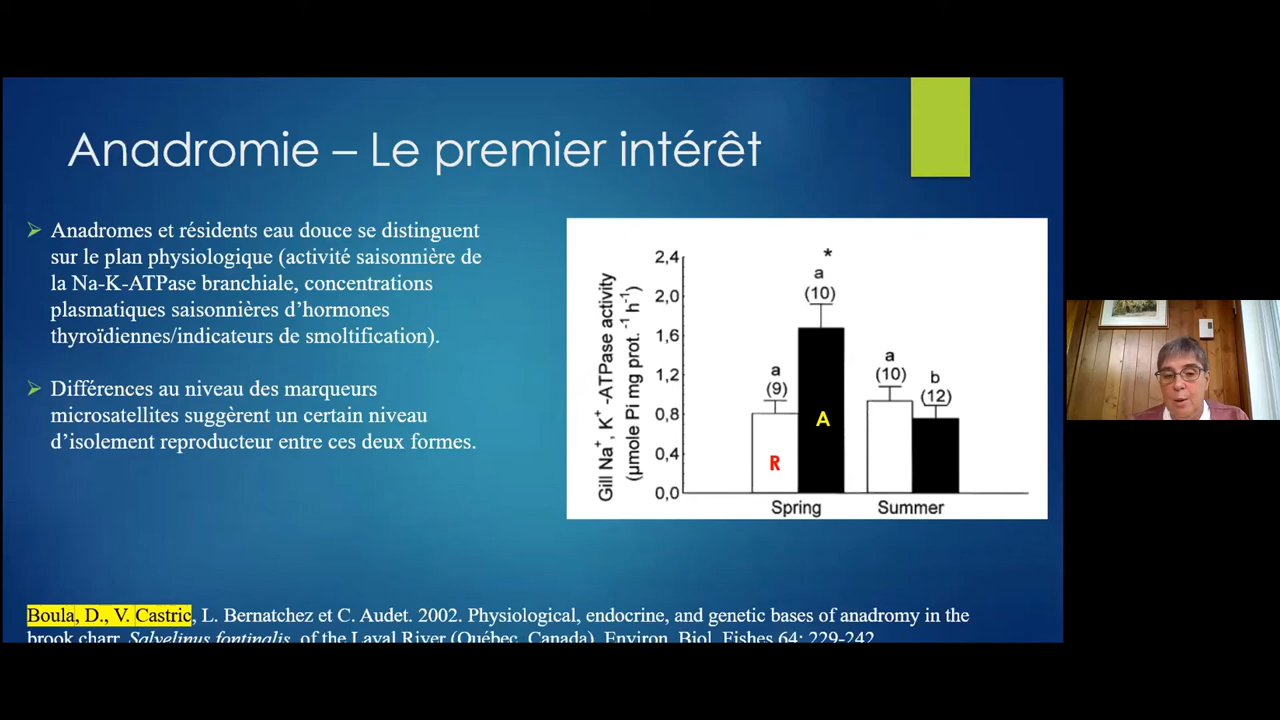 Anadromie – Le premier intérêt
Anadromes et résidents eau douce se distinguent
sur le plan physiologique (activité saisonnière de
la Na-K-ATPase branchiale, concentrations
plasmatiques saisonnières d'hormones
thyroïdiennes/indicateurs de smoltification).
Différences au niveau des marqueurs
microsatellites suggèrent un certain niveau
d'isolement reproducteur entre ces deux formes.
Gill Na⁺, K⁺ -ATPase activity
(µmole Pi mg prot. ⁻¹ h⁻¹)
2,4
2,0
1,6
1,2
0,8
0,4
0,0
a
(9)
R
*
a
(10)
A
a
(10)
b
(12)
Spring
Summer
Boula, D., V. Castric, L. Bernatchez et C. Audet. 2002. Physiological, endocrine, and genetic bases of anadromy in the
brook charr, Salvelinus fontinalis, of the Laval River (Québec, Canada). Environ. Biol. Fishes 64: 229-242